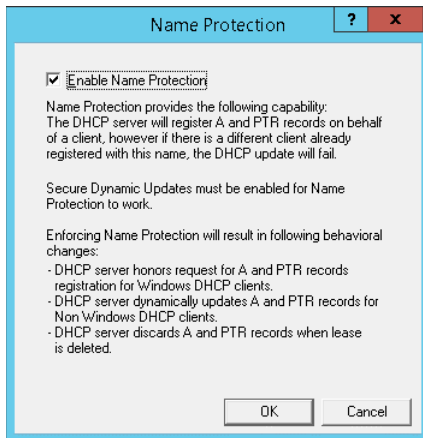 Name Protection
?
x
Enable Name Protection
Name Protection provides the following capability:
The DHCP server will register A and PTR records on behalf
of a client, however if there is a different client already
registered with this name, the DHCP update will fail.
Secure Dynamic Updates must be enabled for Name
Protection to work.
Enforcing Name Protection will result in following behavioral
changes:
- DHCP server honors request for A and PTR records
registration for Windows DHCP clients.
- DHCP server dynamically updates A and PTR records for
Non Windows DHCP clients.
- DHCP server discards A and PTR records when lease
is deleted.
OK
Cancel